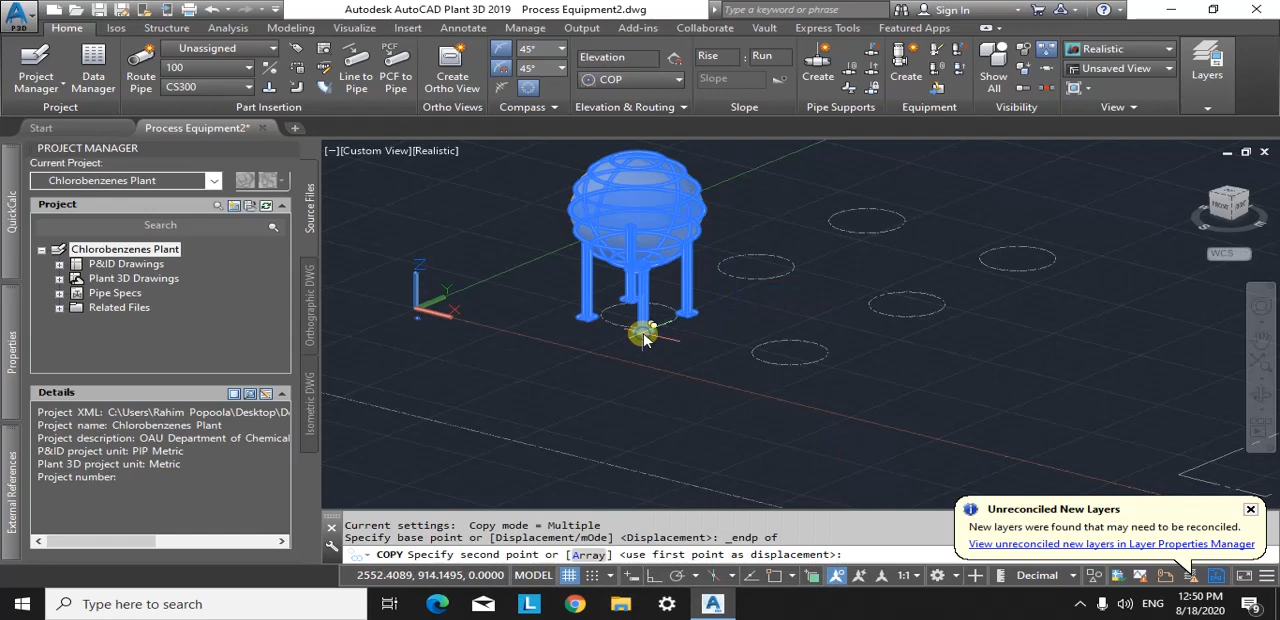 Autodesk AutoCAD Plant 3D 2019 Process Equipment2.dwg
Type a keyword or phrase
Sign In
P3D
Home Isos Structure Analysis Modeling Visualize Insert Annotate Manage Output Add-ins Collaborate Vault Express Tools Featured Apps
Project Manager
Data Manager
Project
Unassigned
100
CS300
Route Pipe
Line to Pipe
PCF to Pipe
Part Insertion
Create Ortho View
Ortho Views
45°
45°
Compass
Elevation
COP
Elevation & Routing
Rise : Run
Slope
Slope
Create
Pipe Supports
Create
Equipment
Show All
Visibility
Realistic
Unsaved View
View
Layers
Start
Process Equipment2*
PROJECT MANAGER
Current Project:
Chlorobenzenes Plant
Project
Search
Chlorobenzenes Plant
P&ID Drawings
Plant 3D Drawings
Pipe Specs
Related Files
Details
Project XML: C:\Users\Rahim Popoola\Desktop\D
Project name: Chlorobenzenes Plant
Project description: OAU Department of Chemical
P&ID project unit: PIP Metric
Plant 3D project unit: Metric
Project number:
QuickCalc
Properties
External References
Source Files
Orthographic DWG
Isometric DWG
[−][Custom View][Realistic]
Z
Y
X
FRONT
S
WCS
Unreconciled New Layers
New layers were found that may need to be reconciled.
View unreconciled new layers in Layer Properties Manager
Current settings: Copy mode = Multiple
Specify base point or [Displacement/mOde] <Displacement>: _endp of
COPY Specify second point or [Array] <use first point as displacement>:
2552.4089, 914.1495, 0.0000 MODEL 1:1 Decimal
Type here to search
ENG
12:50 PM
8/18/2020